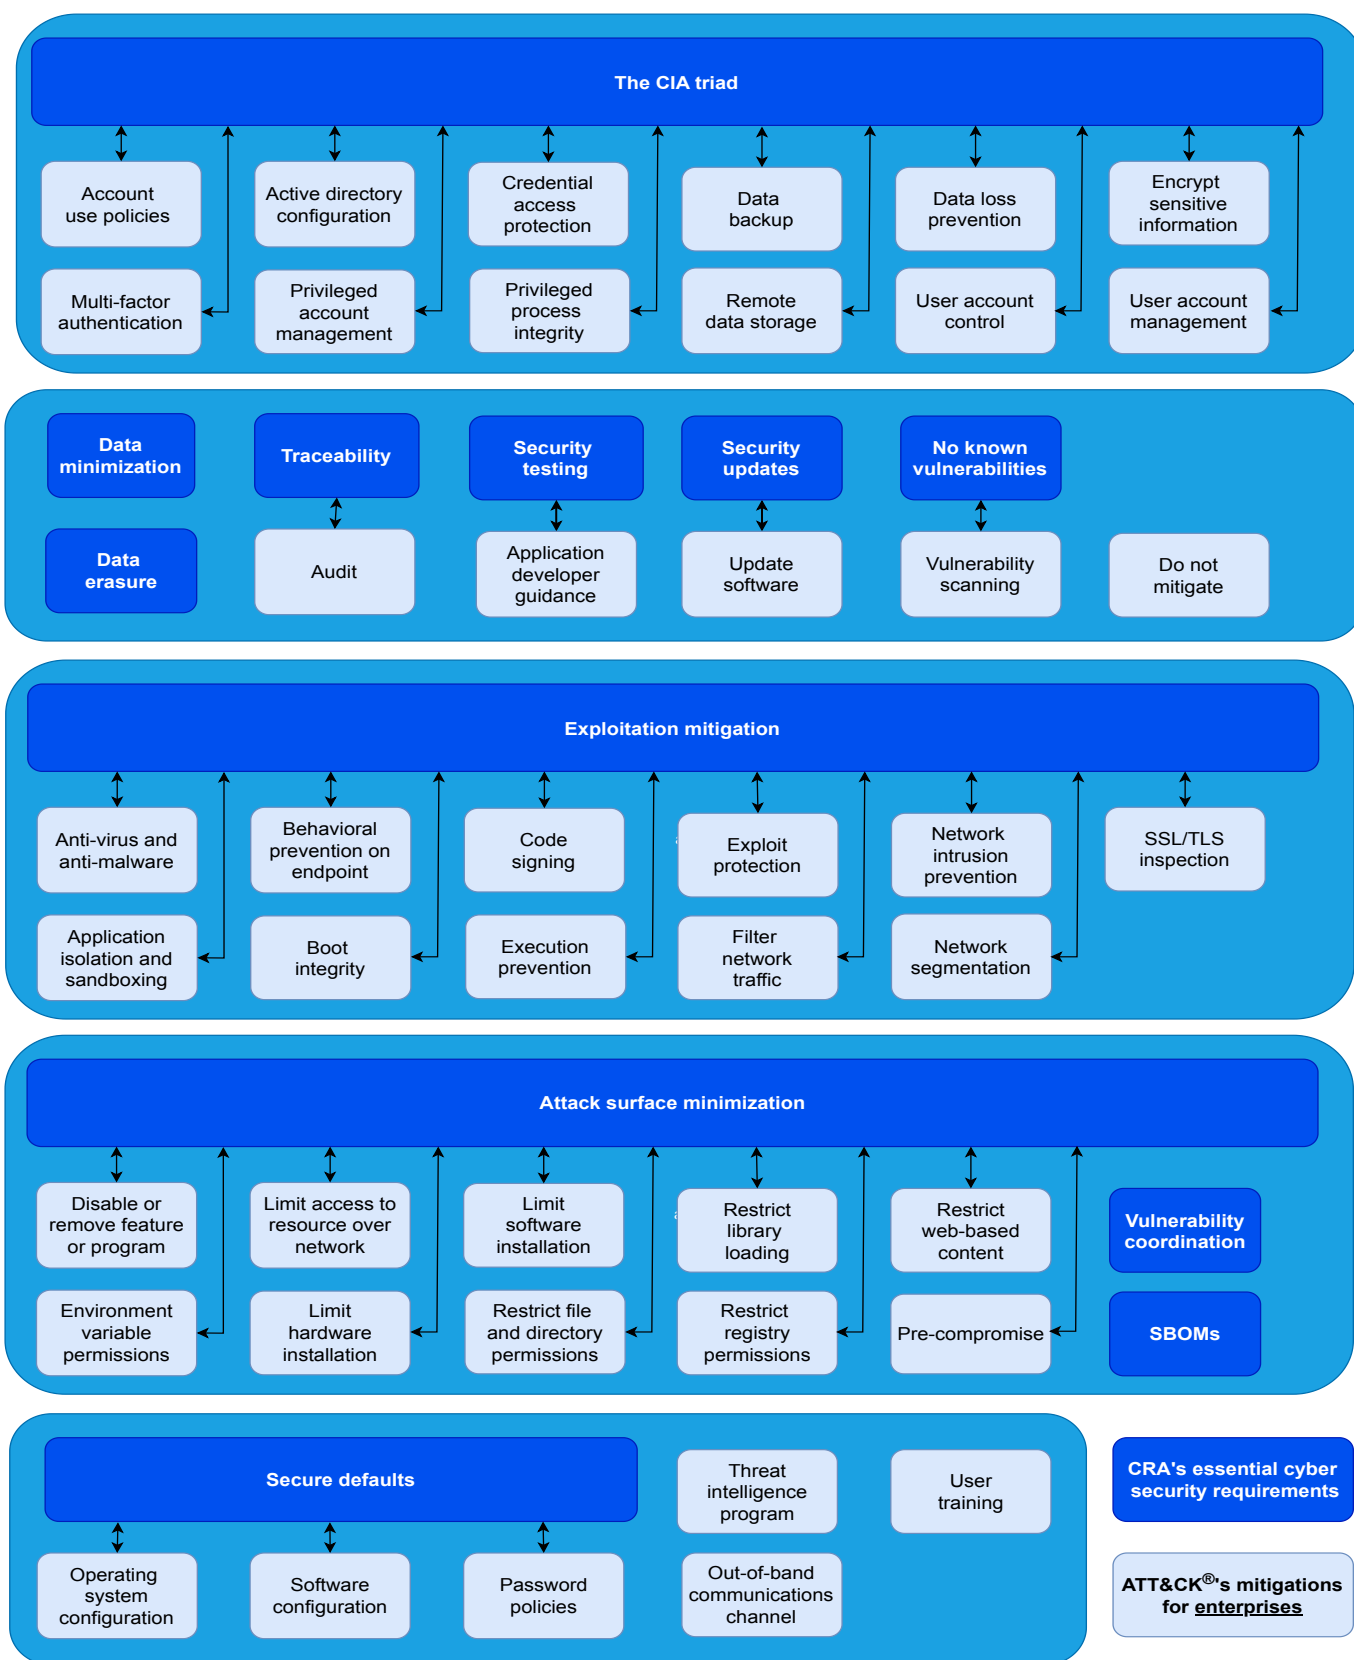 The CIA triad
Account
use policies
Active directory
configuration
Credential
access
protection
Data
backup
Data loss
prevention
Encrypt
sensitive
information
Multi-factor
authentication
Privileged
account
management
Privileged
process
integrity
Remote
data storage
User account
control
User account
management
Data
minimization
Traceability
Security
testing
Security
updates
No known
vulnerabilities
Data
erasure
Audit
Application
developer
guidance
Update
software
Vulnerability
scanning
Do not
mitigate
Exploitation mitigation
Anti-virus and
anti-malware
Behavioral
prevention on
endpoint
Code
signing
Exploit
protection
Network
intrusion
prevention
SSL/TLS
inspection
Application
isolation and
sandboxing
Boot
integrity
Execution
prevention
Filter
network
traffic
Network
segmentation
Attack surface minimization
Disable or
remove feature
or program
Limit access to
resource over
network
Limit
software
installation
Restrict
library
loading
Restrict
web-based
content
Vulnerability
coordination
Environment
variable
permissions
Limit
hardware
installation
Restrict file
and directory
permissions
Restrict
registry
permissions
Pre-compromise
SBOMs
Secure defaults
Threat
intelligence
program
User
training
CRA's essential cyber
security requirements
Operating
system
configuration
Software
configuration
Password
policies
Out-of-band
communications
channel
ATT&CK®'s mitigations
for enterprises